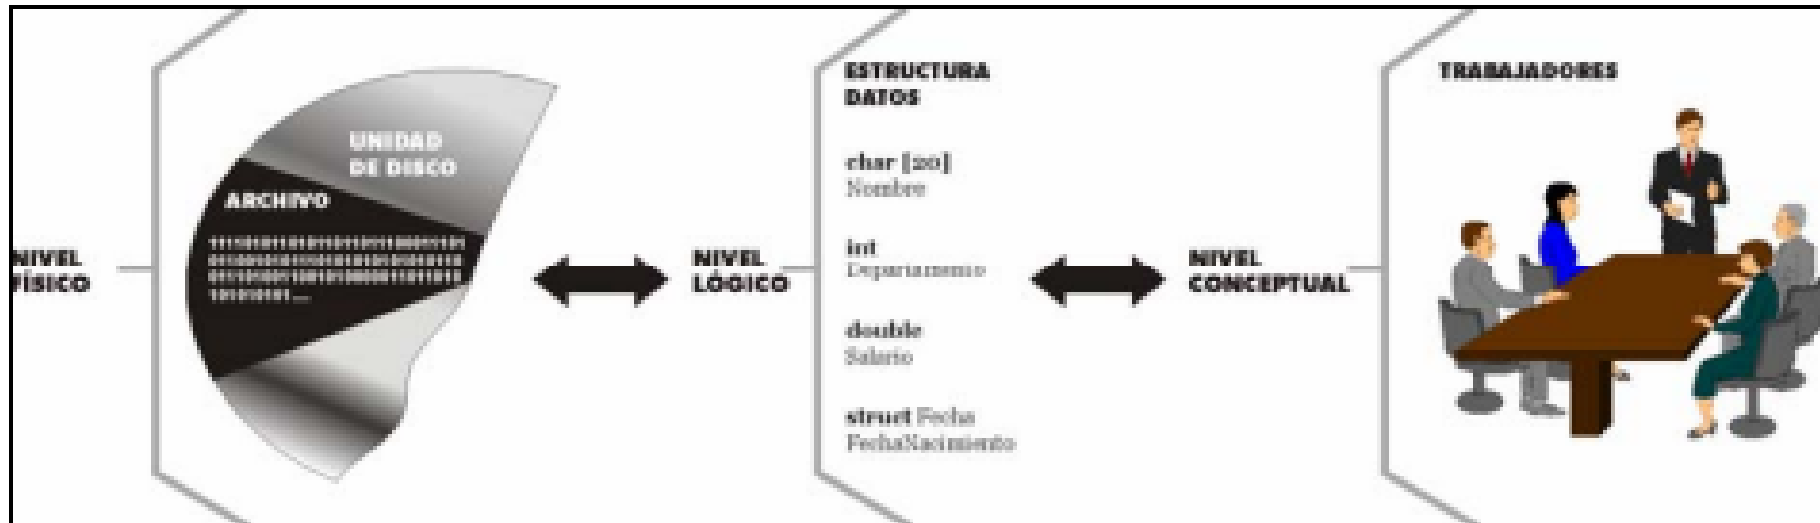 NIVEL
FÍSICO
UNIDAD
DE DISCO
ARCHIVO
101010101...
NIVEL
LÓGICO
ESTRUCTURA
DATOS
char [20]
Nombre
int
Departamento
double
Salario
struct Fecha
FechaNacimiento
NIVEL
CONCEPTUAL
TRABAJADORES